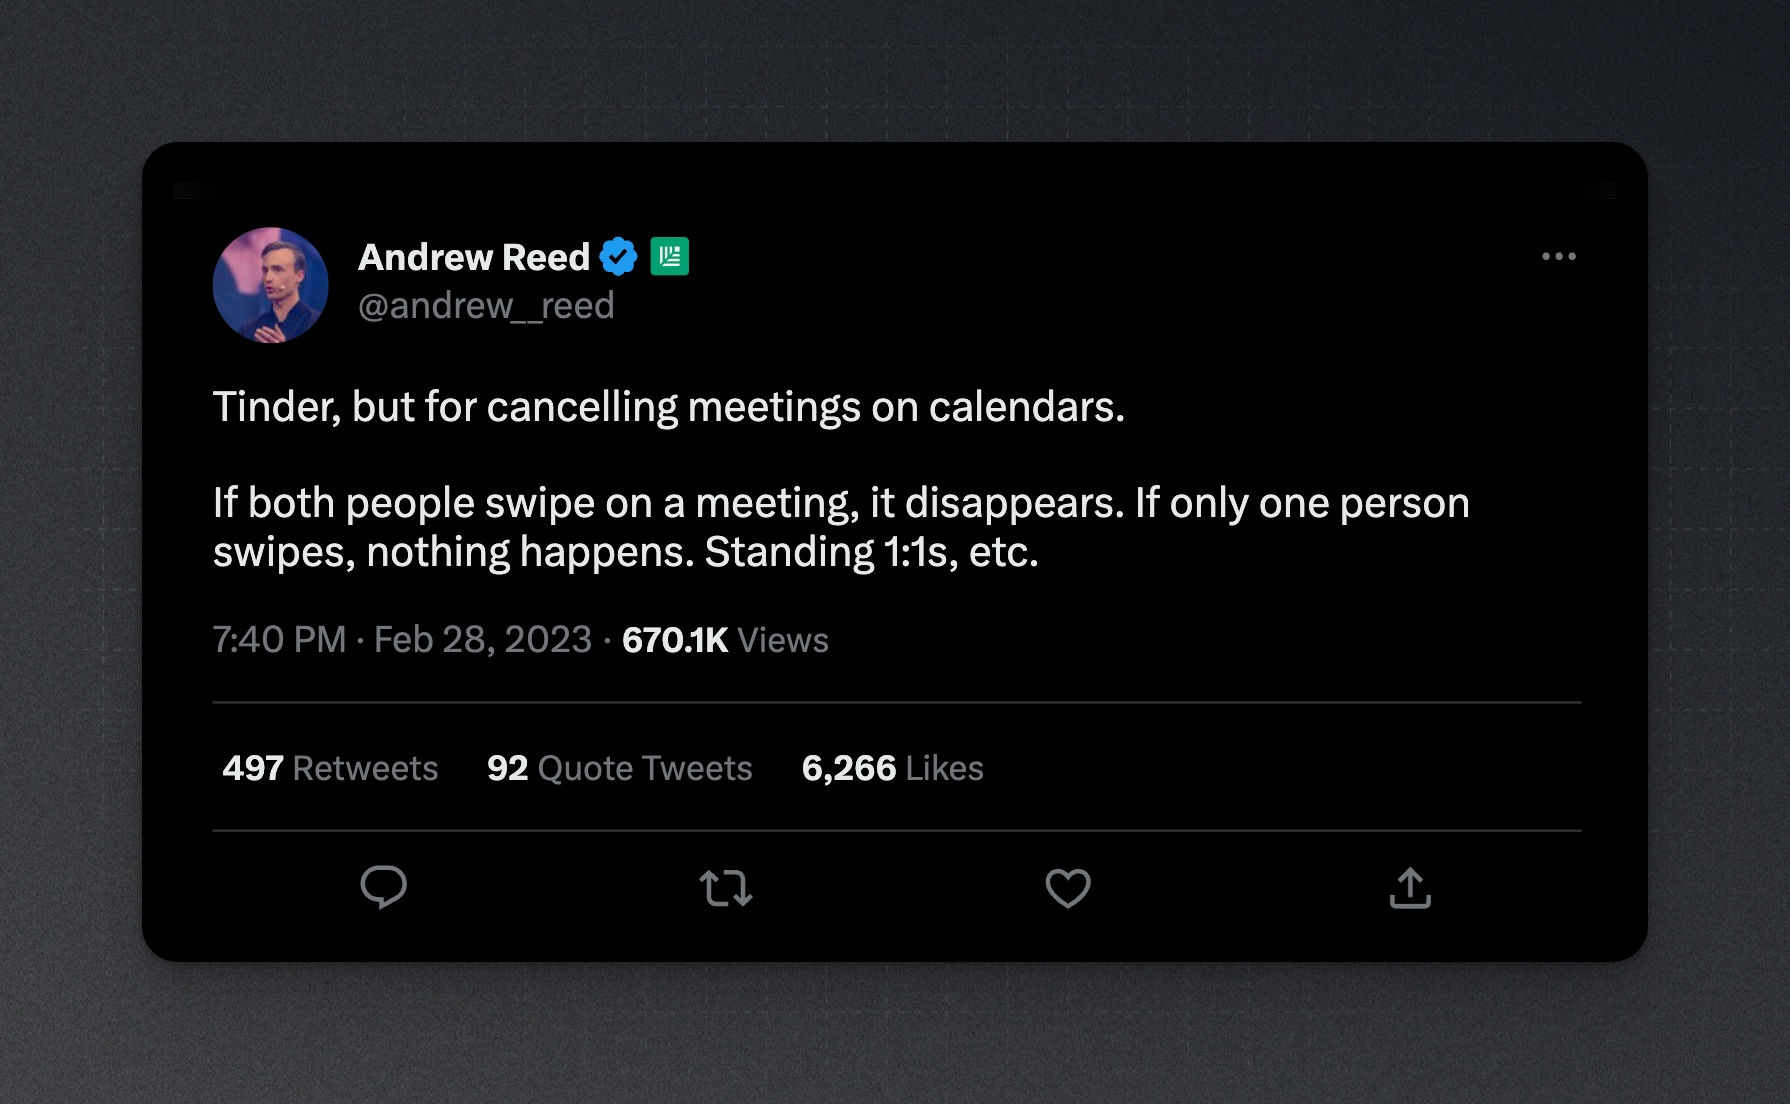 Andrew Reed
@andrew__reed
Tinder, but for cancelling meetings on calendars.
If both people swipe on a meeting, it disappears. If only one person
swipes, nothing happens. Standing 1:1s, etc.
7:40 PM · Feb 28, 2023 · 670.1K Views
497 Retweets 92 Quote Tweets 6,266 Likes